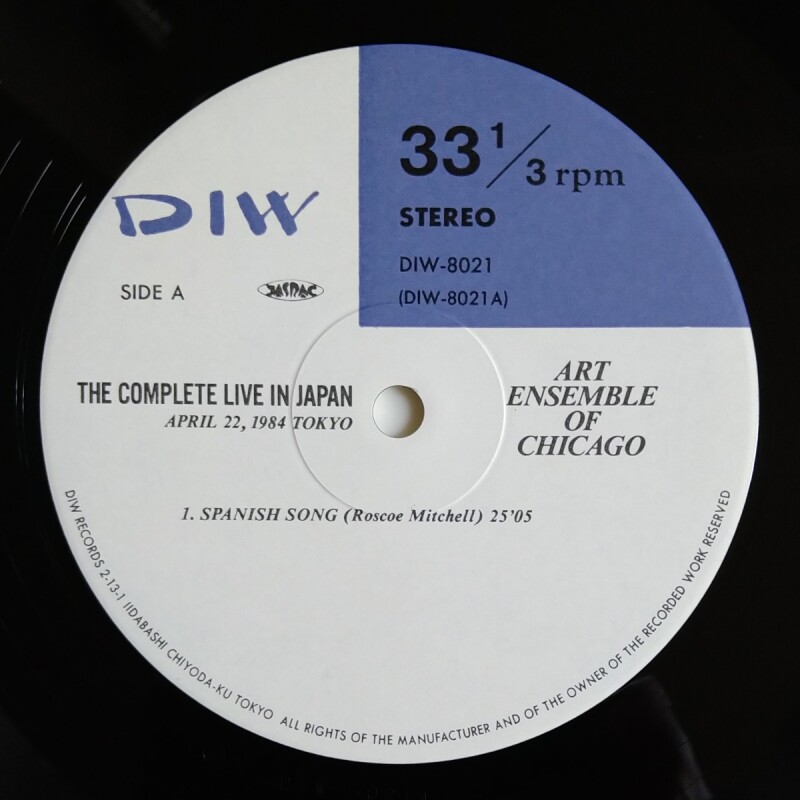 DIW
SIDE A
JASRAC
33 1/3 rpm
STEREO
DIW-8021
(DIW-8021A)
THE COMPLETE LIVE IN JAPAN
APRIL 22, 1984 TOKYO
ART
ENSEMBLE
OF
CHICAGO
1. SPANISH SONG (Roscoe Mitchell) 25'05
DIW RECORDS 2-13-1 IIDABASHI CHIYODA-KU TOKYO ALL RIGHTS OF THE MANUFACTURER AND OF THE OWNER OF THE RECORDED WORK RESERVED